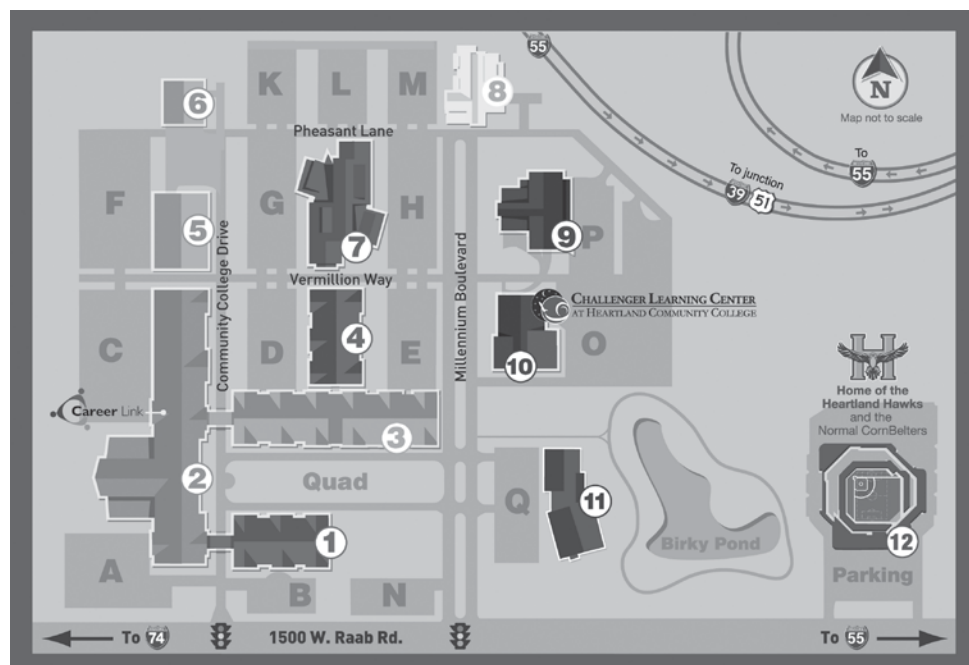 55
N
Map not to scale
K
L
M
8
6
Pheasant Lane
To
55
To junction
39
51
F
5
G
7
H
9
P
Community College Drive
Vermillion Way
Millennium Boulevard
CHALLENGER LEARNING CENTER
AT HEARTLAND COMMUNITY COLLEGE
C
D
4
E
10
O
H
Home of the
Heartland Hawks
and the
Normal CornBelters
Career Link
3
2
Quad
Q
11
1
Birky Pond
12
A
B
N
Parking
To 74
1500 W. Raab Rd.
To 55